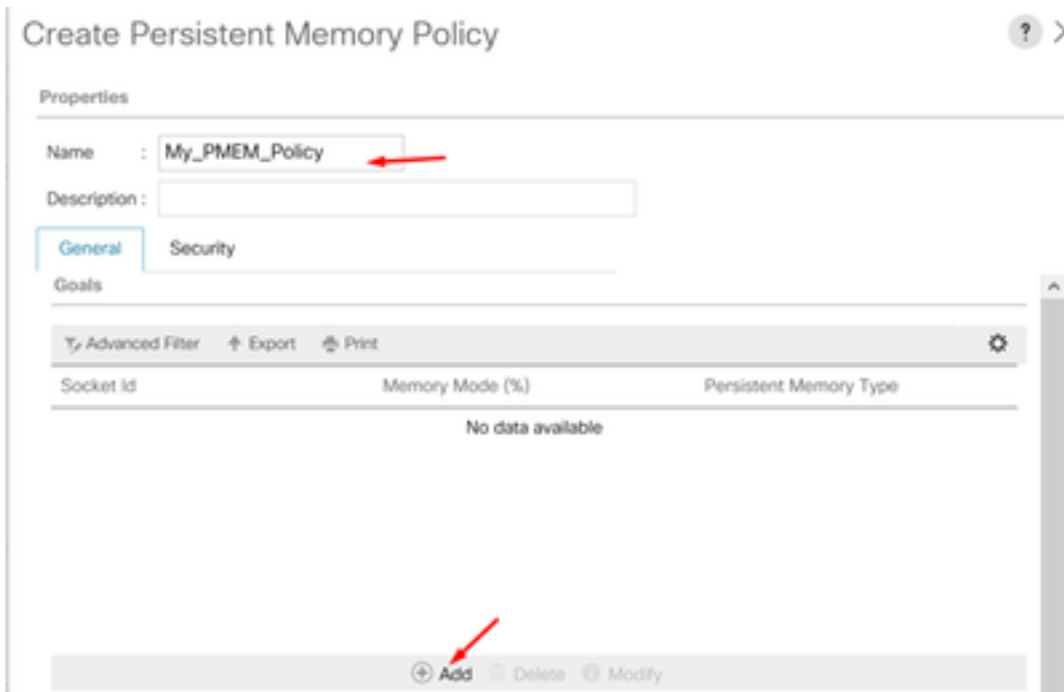 Create Persistent Memory Policy
?
Properties
Name : My_PMEM_Policy
Description :
General Security
Goals
Advanced Filter Export Print
Socket Id Memory Mode (%) Persistent Memory Type
No data available
Add Delete Modify